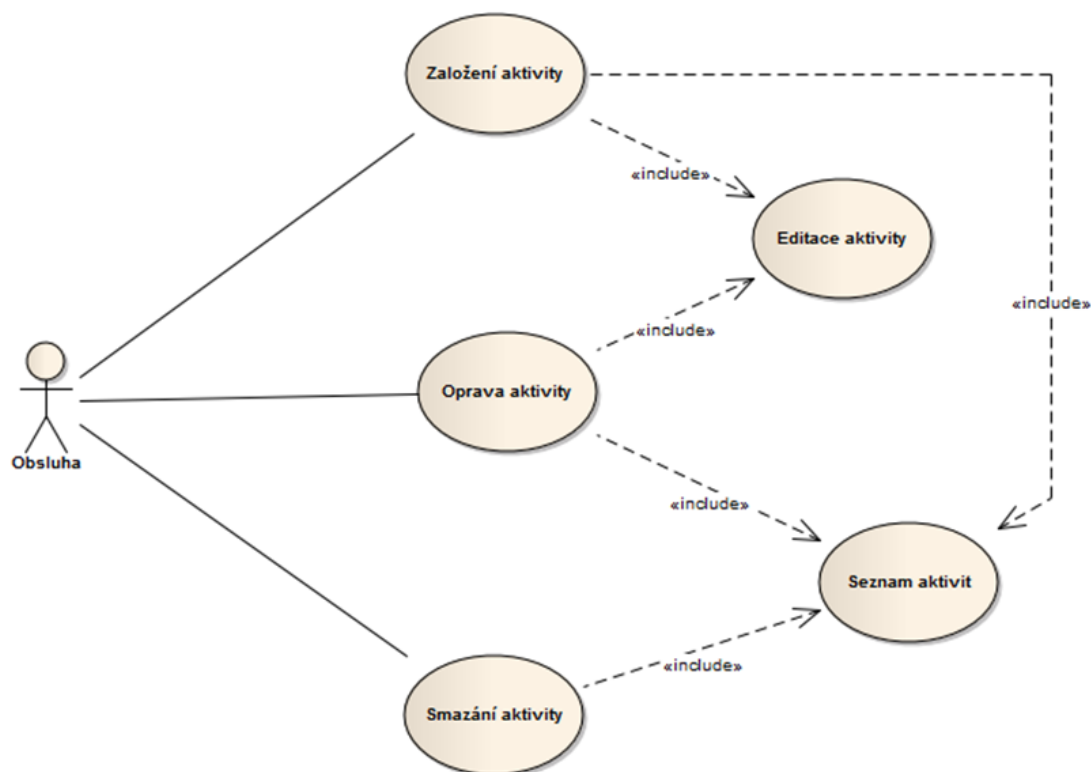 Založení aktivity
«include»
Editace aktivity
«include»
«include»
Oprava aktivity
Obsluha
«include»
Seznam aktivit
«include»
Smazání aktivity